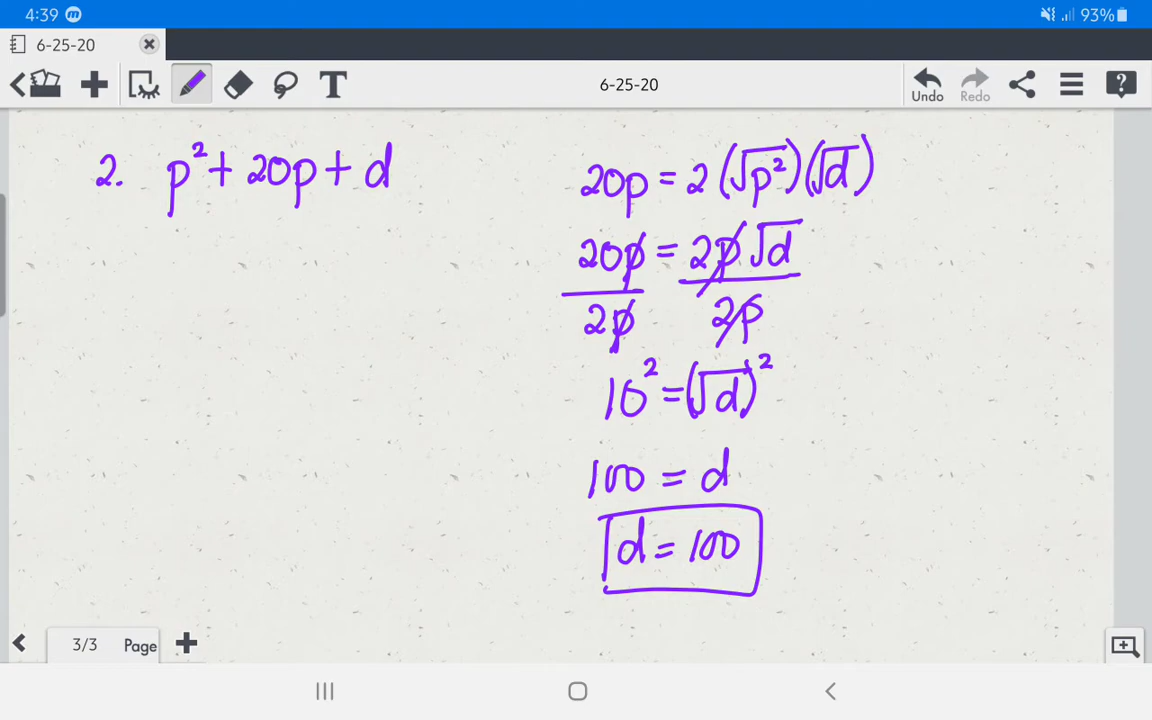 4:39 93%
6-25-20
T 6-25-20 Undo Redo ?
2. p² + 20p + d
20p = 2 (√p²)(√d)
20p = 2p √d
2p 2p
10² = (√d)²
100 = d
d = 100
3/3 Page